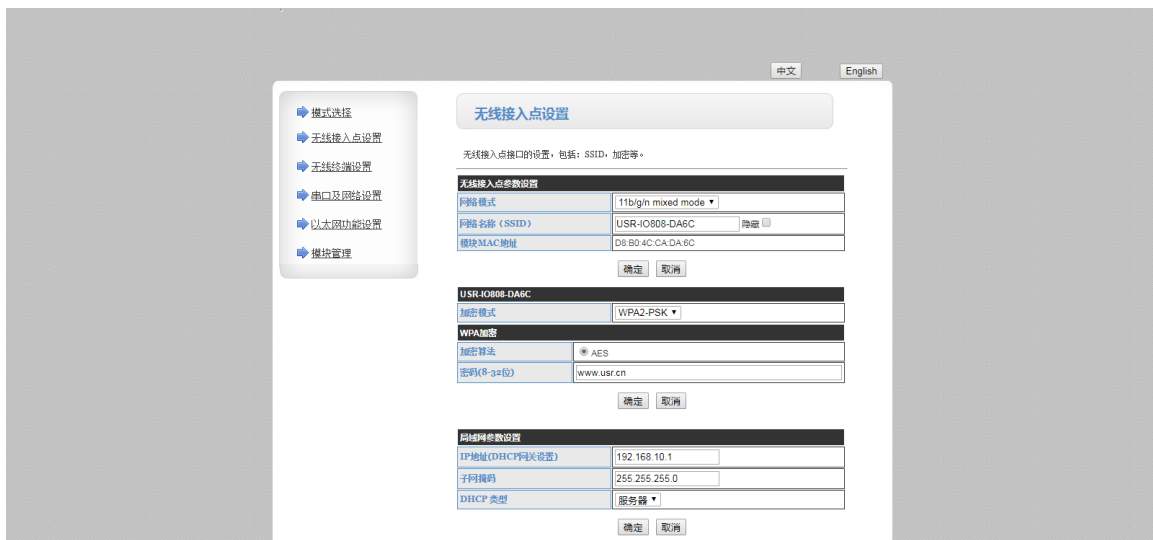 中文
English
模式选择
无线接入点设置
无线终端设置
串口及网络设置
以太网功能设置
模块管理
无线接入点设置
无线接入点接口的设置，包括：SSID，加密等。
无线接入点参数设置
网络模式 11b/g/n mixed mode
网络名称（SSID） USR-IO808-DA6C 隐藏
模块MAC地址 D8:B0:4C:CA:DA:6C
确定 取消
USR-IO808-DA6C
加密模式 WPA2-PSK
WPA加密
加密算法 AES
密码(8-32位) www.usr.cn
确定 取消
局域网参数设置
IP地址(DHCP网关设置) 192.168.10.1
子网掩码 255.255.255.0
DHCP 类型 服务器
确定 取消